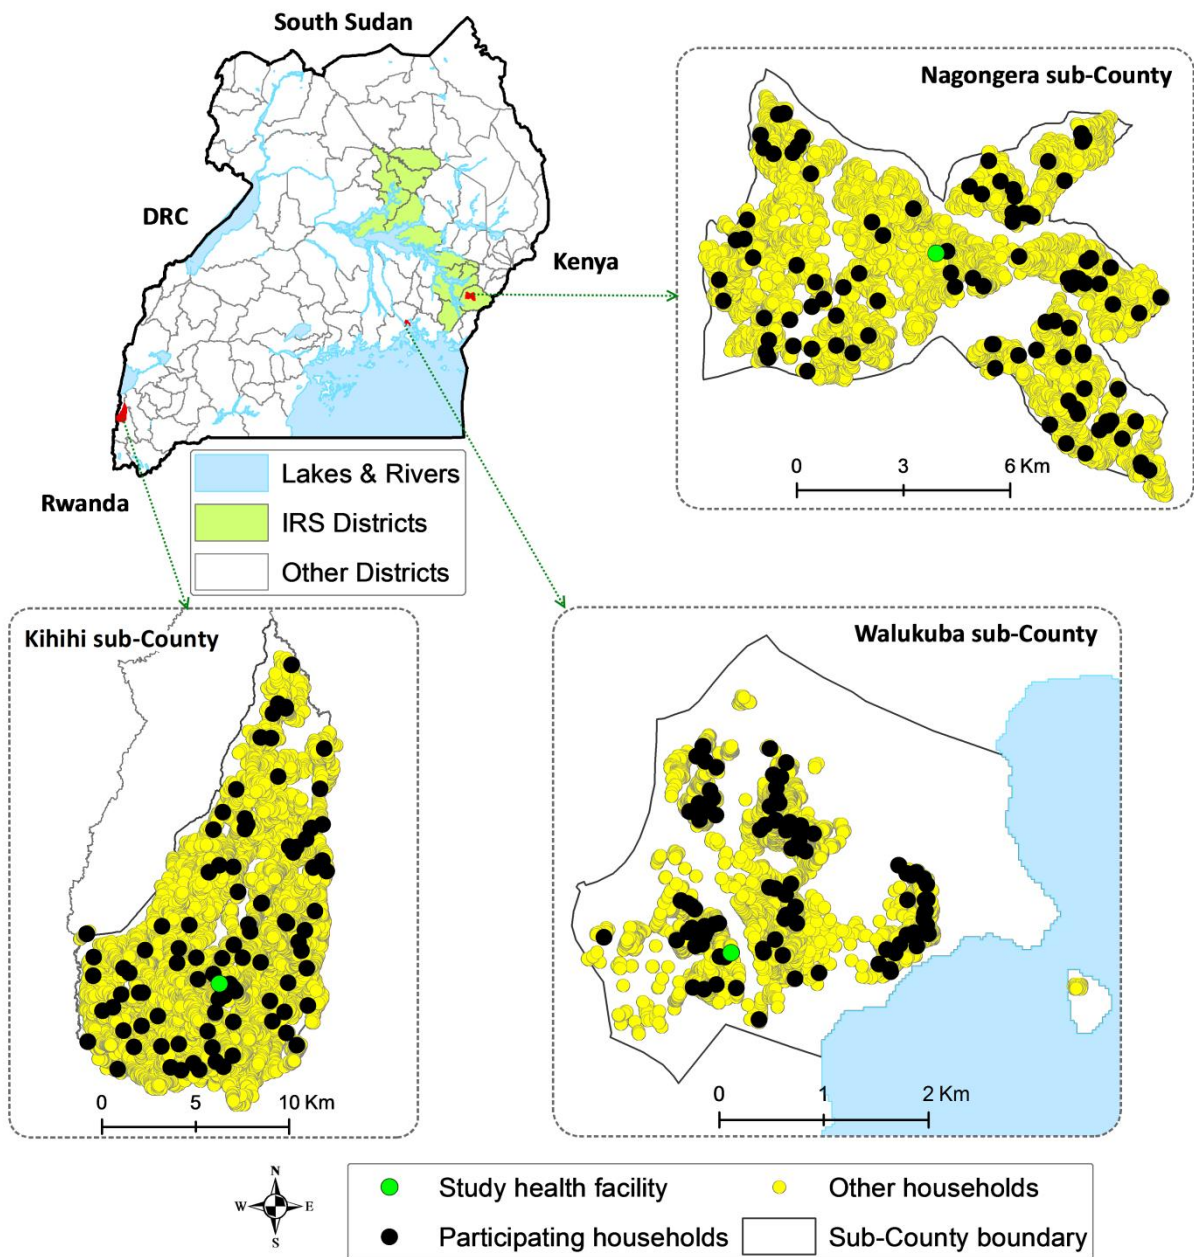 South Sudan
DRC
Kenya
Rwanda
Lakes & Rivers
IRS Districts
Other Districts
Nagongera sub-County
0 3 6 Km
Kihihi sub-County
0 5 10 Km
Walukuba sub-County
0 1 2 Km
N
W E
S
Study health facility
Other households
Participating households
Sub-County boundary